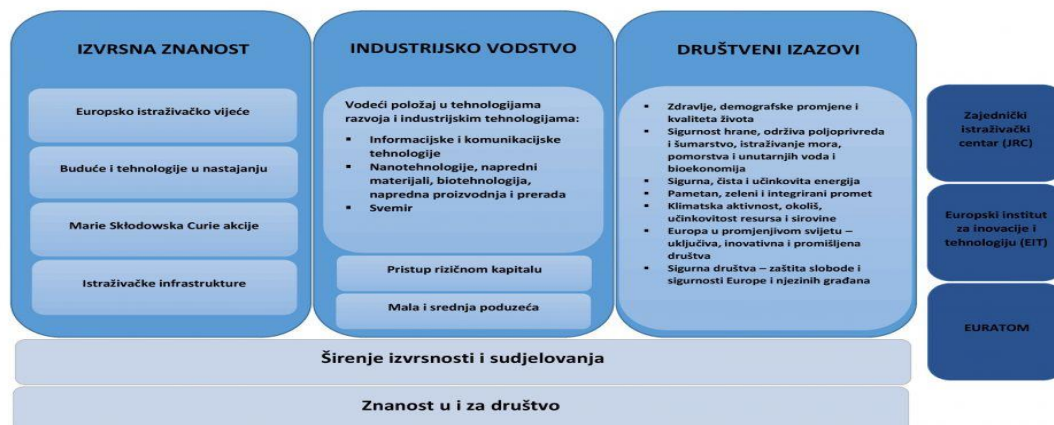 IZVRSNA ZNANOST
Europsko istraživačko vijeće
Buduće i tehnologije u nastajanju
Marie Skłodowska Curie akcije
Istraživačke infrastrukture
INDUSTRIJSKO VODSTVO
Vodeći položaj u tehnologijama
razvoja i industrijskim tehnologijama:
▪ Informacijske i komunikacijske
tehnologije
▪ Nanotehnologije, napredni
materijali, biotehnologija,
napredna proizvodnja i prerada
▪ Svemir
Pristup rizičnom kapitalu
Mala i srednja poduzeća
DRUŠTVENI IZAZOVI
▪ Zdravlje, demografske promjene i
kvaliteta života
▪ Sigurnost hrane, održiva poljoprivreda
i šumarstvo, istraživanje mora,
pomorstva i unutarnjih voda i
bioekonomija
▪ Sigurna, čista i učinkovita energija
▪ Pametan, zeleni i integrirani promet
▪ Klimatska aktivnost, okoliš,
učinkovitost resursa i sirovine
▪ Europa u promjenjivom svijetu –
uključiva, inovativna i promišljena
društva
▪ Sigurna društva – zaštita slobode i
sigurnosti Europe i njezinih građana
Zajednički
istraživački
centar (JRC)
Europski institut
za inovacije i
tehnologiju (EIT)
EURATOM
Širenje izvrsnosti i sudjelovanja
Znanost u i za društvo